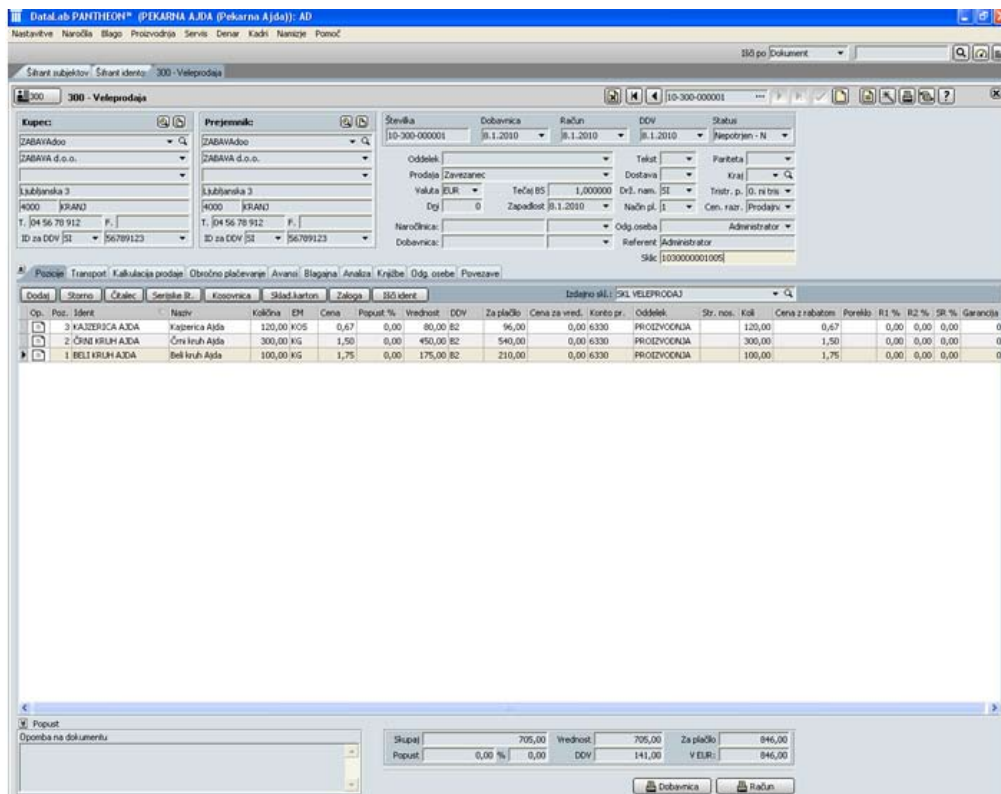 DataLab PANTHEON™ (PEKARNA AJDA (Pekarna Ajda)): AD
Nastavitve Naročila Blago Proizvodnja Servis Denar Kadri Namizje Pomoč
Išči po Dokument
Šifrant subjektov Šifrant identov 300 - Veleprodaja
300 300 - Veleprodaja 10-300-000001
Kupec: Prejemnik: Številka Dobavnica Račun DDV Status
10-300-000001 8.1.2010 8.1.2010 8.1.2010 Nepotrjen - N
ZABAVAdoo ZABAVAdoo
ZABAVA d.o.o. ZABAVA d.o.o. Oddelek Tekst Pariteta
Prodaja Zavezanec Dostava Kraj
Ljubljanska 3 Ljubljanska 3 Valuta EUR Tečaj BS 1,000000 Drž. nam. SI Tristr. p. 0. ni tris
4000 KRANJ 4000 KRANJ Dni 0 Zapadlost 8.1.2010 Način pl. 1 Cen. razr. Prodajn
T. 04 56 78 912 F. T. 04 56 78 912 F. Naročilnica: Odg.oseba Administrator
ID za DDV SI 56789123 ID za DDV SI 56789123 Dobavnica: Referent Administrator
Sklic 1030000001005
Pozicije Transport Kalkulacija prodaje Obročno plačevanje Avansi Blagajna Analiza Knjižbe Odg. osebe Povezave
Dodaj Storno Čitalec Serijske št. Kosovnica Sklad.karton Zaloga Išči ident Izdajno skl.: SKL VELEPRODAJ
Op. Poz. Ident Naziv Količina EM Cena Popust % Vrednost DDV Za plačilo Cena za vred. Konto pr. Oddelek Str. nos. Koli Cena z rabatom Poreklo R1 % R2 % SR % Garancija
3 KAJZERICA AJDA Kajzerica Ajda 120,00 KOS 0,67 0,00 80,00 B2 96,00 0,00 6330 PROIZVODNJA 120,00 0,67 0,00 0,00 0,00 0
2 ČRNI KRUH AJDA Črni kruh Ajda 300,00 KG 1,50 0,00 450,00 B2 540,00 0,00 6330 PROIZVODNJA 300,00 1,50 0,00 0,00 0,00 0
1 BELI KRUH AJDA Beli kruh Ajda 100,00 KG 1,75 0,00 175,00 B2 210,00 0,00 6330 PROIZVODNJA 100,00 1,75 0,00 0,00 0,00 0
Popust
Opomba na dokumentu
Skupaj 705,00 Vrednost 705,00 Za plačilo 846,00
Popust 0,00 % 0,00 DDV 141,00 V EUR: 846,00
Dobavnica Račun